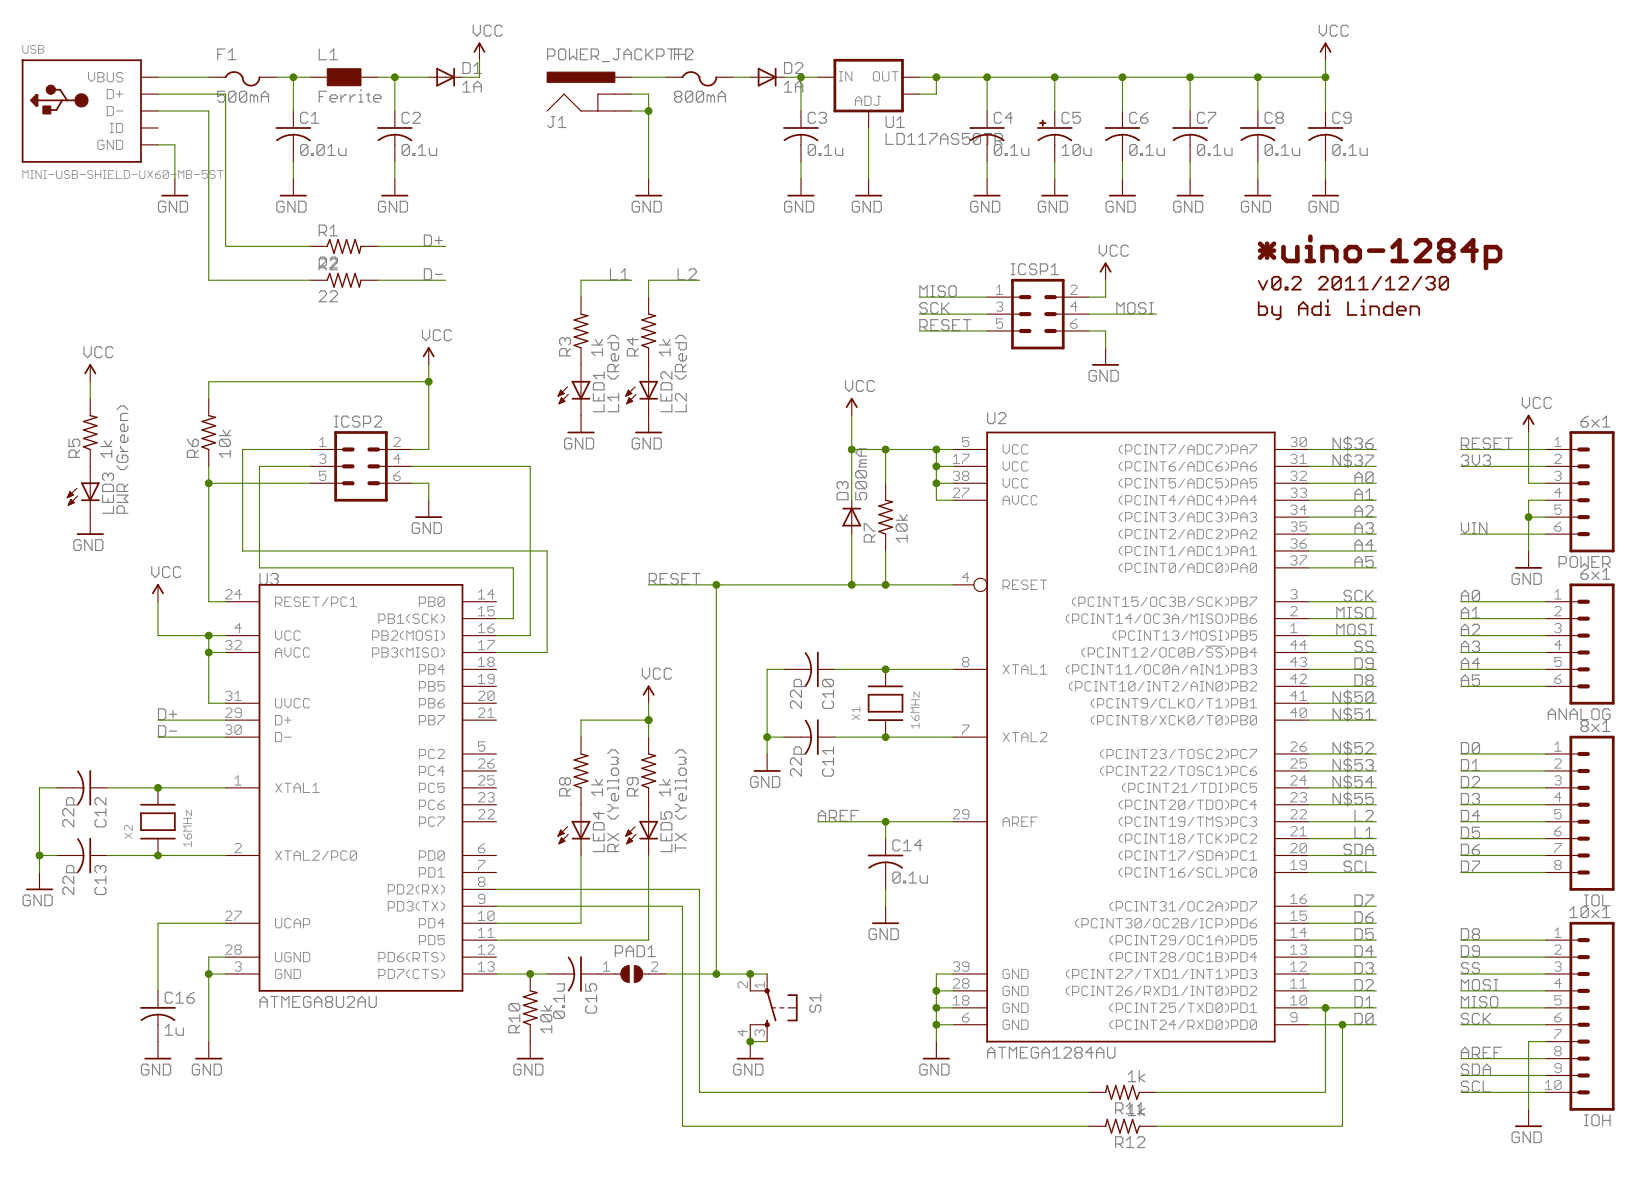 USB
VBUS
D+
D-
ID
GND
MINI-USB-SHIELD-UX60-MB-5ST
GND
F1
500mA
L1
Ferrite
C1
0.01u
GND
C2
0.1u
GND
D1
1A
VCC
R1
22
D+
R2
22
D-
POWER_JACKPTH
J1
GND
F2
800mA
D2
1A
C3
0.1u
GND
IN OUT
ADJ
U1
LD117AS50TR
GND
C4
0.1u
GND
C5
10u
GND
C6
0.1u
GND
C7
0.1u
GND
C8
0.1u
GND
C9
0.1u
GND
VCC
*uino-1284p
v0.2 2011/12/30
by Adi Linden
L1
R3
1k
LED1
L1 (Red)
GND
L2
R4
1k
LED2
L2 (Red)
GND
ICSP1
VCC
MISO 1 2
SCK 3 4 MOSI
RESET 5 6
GND
VCC
R5
1k
LED3
PWR (Green)
GND
VCC
R6
10k
ICSP2
1 2
3 4
5 6
GND
VCC
U3
24 RESET/PC1
4 VCC
32 AVCC
31 UVCC
D+ 29 D+
D- 30 D-
1 XTAL1
2 XTAL2/PC0
27 UCAP
28 UGND
3 GND
PB0 14
PB1(SCK) 15
PB2(MOSI) 16
PB3(MISO) 17
PB4 18
PB5 19
PB6 20
PB7 21
PC2 5
PC4 26
PC5 25
PC6 23
PC7 22
PD0 6
PD1 7
PD2(RX) 8
PD3(TX) 9
PD4 10
PD5 11
PD6(RTS) 12
PD7(CTS) 13
ATMEGA8U2AU
22p
C12
22p
C13
X2
16MHz
GND
C16
1u
GND
GND
VCC
R8
1k
LED4
RX (Yellow)
R9
1k
LED5
TX (Yellow)
R10
10k
GND
0.1u
C15
PAD1
1 2
2 1
4 3
S1
GND
RESET
VCC
D3
500mA
R7
10k
22p
C10
22p
C11
X1
16MHz
GND
AREF
C14
0.1u
GND
U2
5 VCC
17 VCC
38 VCC
27 AVCC
4 RESET
8 XTAL1
7 XTAL2
29 AREF
39 GND
28 GND
18 GND
6 GND
GND
(PCINT7/ADC7)PA7 30 N$36
(PCINT6/ADC6)PA6 31 N$37
(PCINT5/ADC5)PA5 32 A0
(PCINT4/ADC4)PA4 33 A1
(PCINT3/ADC3)PA3 34 A2
(PCINT2/ADC2)PA2 35 A3
(PCINT1/ADC1)PA1 36 A4
(PCINT0/ADC0)PA0 37 A5
(PCINT15/OC3B/SCK)PB7 3 SCK
(PCINT14/OC3A/MISO)PB6 2 MISO
(PCINT13/MOSI)PB5 1 MOSI
(PCINT12/OC0B/SS)PB4 44 SS
(PCINT11/OC0A/AIN1)PB3 43 D9
(PCINT10/INT2/AIN0)PB2 42 D8
(PCINT9/CLKO/T1)PB1 41 N$50
(PCINT8/XCK0/T0)PB0 40 N$51
(PCINT23/TOSC2)PC7 26 N$52
(PCINT22/TOSC1)PC6 25 N$53
(PCINT21/TDI)PC5 24 N$54
(PCINT20/TDO)PC4 23 N$55
(PCINT19/TMS)PC3 22 L2
(PCINT18/TCK)PC2 21 L1
(PCINT17/SDA)PC1 20 SDA
(PCINT16/SCL)PC0 19 SCL
(PCINT31/OC2A)PD7 16 D7
(PCINT30/OC2B/ICP)PD6 15 D6
(PCINT29/OC1A)PD5 14 D5
(PCINT28/OC1B)PD4 13 D4
(PCINT27/TXD1/INT1)PD3 12 D3
(PCINT26/RXD1/INT0)PD2 11 D2
(PCINT25/TXD0)PD1 10 D1
(PCINT24/RXD0)PD0 9 D0
ATMEGA1284AU
1k
R11
1k
R12
VCC
6x1
RESET 1
3V3 2
3
4
5
VIN 6
POWER
GND
6x1
A0 1
A1 2
A2 3
A3 4
A4 5
A5 6
ANALOG
8x1
D0 1
D1 2
D2 3
D3 4
D4 5
D5 6
D6 7
D7 8
IOL
10x1
D8 1
D9 2
SS 3
MOSI 4
MISO 5
SCK 6
7
AREF 8
SDA 9
SCL 10
IOH
GND